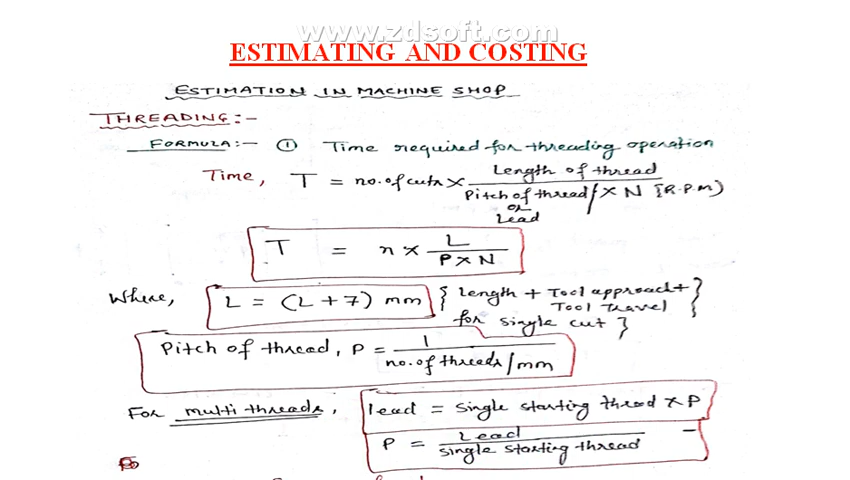 www.zdsoft.com
ESTIMATING AND COSTING
ESTIMATION IN MACHINE SHOP
THREADING:-
FORMULA:- ① Time required for threading operation
Time, T = no. of cuts × Length of thread / Pitch of thread / × N [R.P.M)
or
Lead
T = n × L / P × N
Where, L = (L + 7) mm { Length + Tool approach +
Tool Travel }
for single cut }
Pitch of thread, P = 1 / no. of threads/mm
For multi threads, lead = single starting thread × P
P = Lead / single starting thread